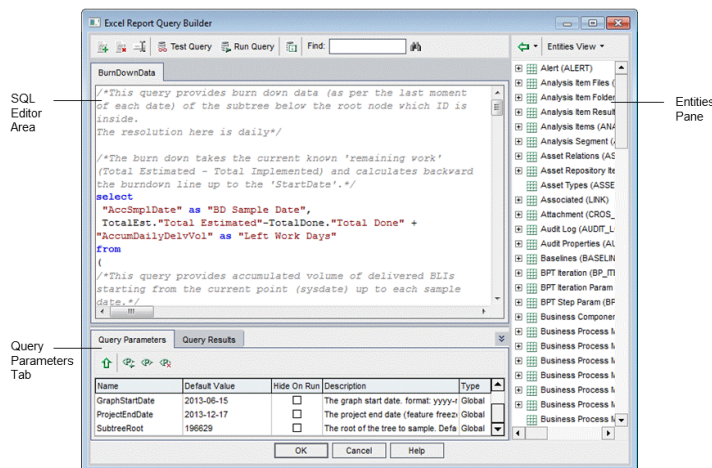 Excel Report Query Builder
Test Query
Run Query
Find:
Entities View
BurnDownData
/*This query provides burn down data (as per the last moment
of each date) of the subtree below the root node which ID is
inside.
The resolution here is daily*/
/*The burn down takes the current known 'remaining work'
(Total Estimated - Total Implemented) and calculates backward
the burndown line up to the 'StartDate'.*/
select
"AccSmplDate" as "BD Sample Date",
TotalEst."Total Estimated"-TotalDone."Total Done" +
"AccumDailyDelvVol" as "Left Work Days"
from
(
/*This query provides accumulated volume of delivered BLIs
starting from the current point (sysdate) up to each sample
date.*/
SQL
Editor
Area
Alert (ALERT)
Analysis Item Files (
Analysis Item Folder
Analysis Item Result
Analysis Items (ANA
Analysis Segment (
Asset Relations (AS
Asset Repository Ite
Asset Types (ASSE
Associated (LINK)
Attachment (CROS_
Audit Log (AUDIT_L
Audit Properties (AU
Baselines (BASELIN
BPT Iteration (BP_IT
BPT Iteration Param
BPT Step Param (BP
Business Componer
Business Process M
Business Process M
Business Process M
Business Process M
Business Process M
Business Process M
Business Process M
Entities
Pane
Query
Parameters
Tab
Query Parameters
Query Results
Name Default Value Hide On Run Description Type
GraphStartDate 2013-06-15 The graph start date. format: yyyy-r Global
ProjectEndDate 2013-12-17 The project end date (feature freeze Global
SubtreeRoot 196629 The root of the tree to sample. Defa Global
OK
Cancel
Help